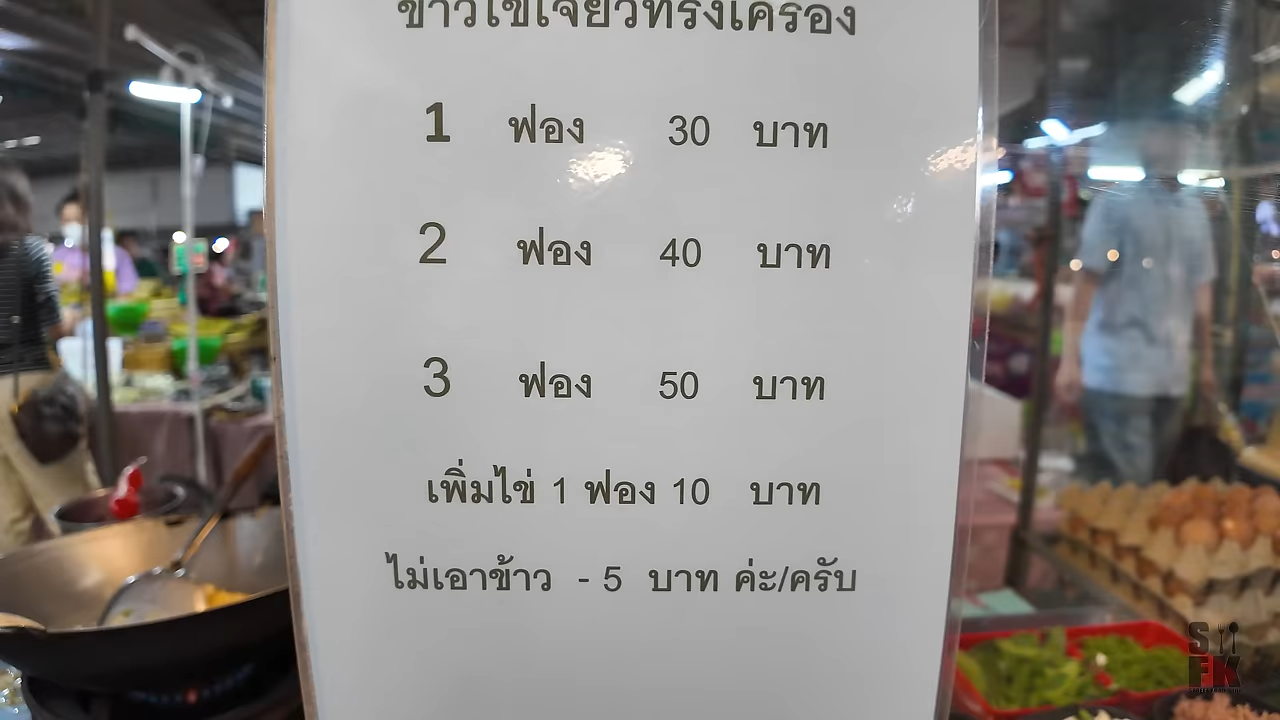 ข้าวไข่เจียวทรงเครื่อง
1 ฟอง 30 บาท
2 ฟอง 40 บาท
3 ฟอง 50 บาท
เพิ่มไข่ 1 ฟอง 10 บาท
ไม่เอาข้าว - 5 บาท ค่ะ/ครับ
S
FK